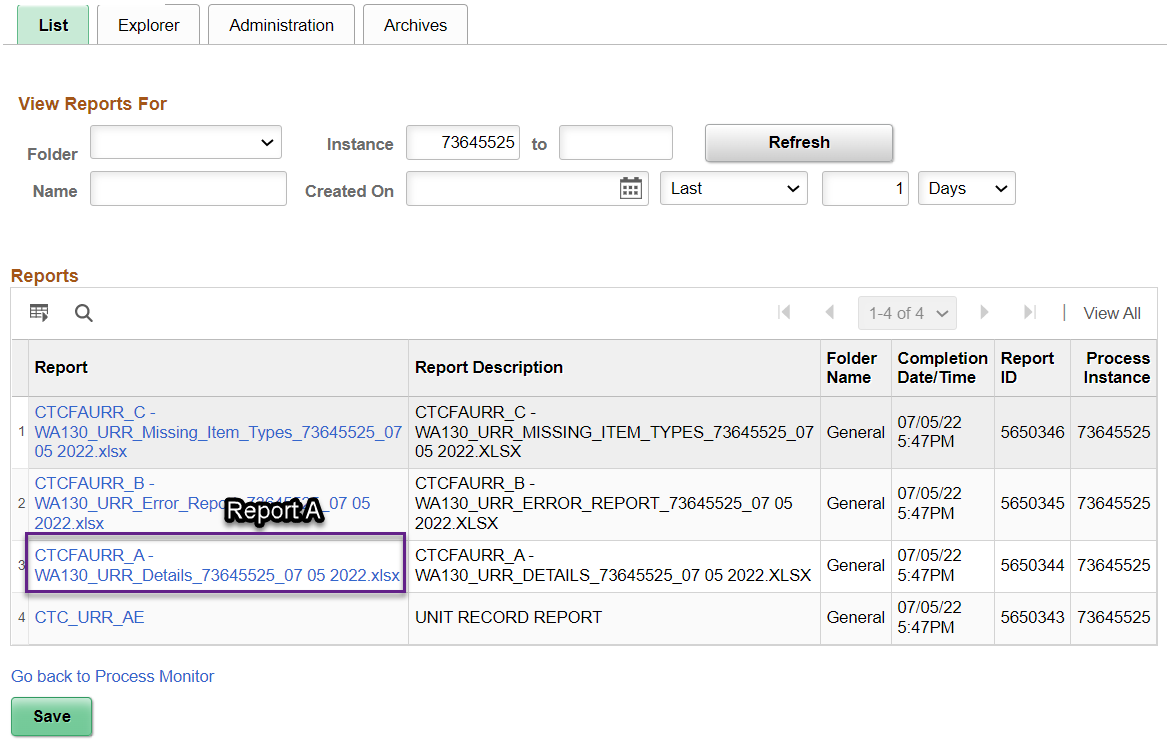 List Explorer Administration Archives
View Reports For
Folder Instance 73645525 to Refresh
Name Created On Last 1 Days
Reports
1-4 of 4 | View All
Report Report Description Folder Name Completion Date/Time Report ID Process Instance
1 CTCFAURR_C - CTCFAURR_C - General 07/05/22 5650346 73645525
WA130_URR_Missing_Item_Types_73645525_07 WA130_URR_MISSING_ITEM_TYPES_73645525_07 5:47PM
05 2022.xlsx 05 2022.XLSX
2 CTCFAURR_B - CTCFAURR_B - General 07/05/22 5650345 73645525
WA130_URR_Error_Report_73645525_07 05 WA130_URR_ERROR_REPORT_73645525_07 05 5:47PM
2022.xlsx 2022.XLSX
Report A
3 CTCFAURR_A - CTCFAURR_A - General 07/05/22 5650344 73645525
WA130_URR_Details_73645525_07 05 2022.xlsx WA130_URR_DETAILS_73645525_07 05 2022.XLSX 5:47PM
4 CTC_URR_AE UNIT RECORD REPORT General 07/05/22 5650343 73645525
5:47PM
Go back to Process Monitor
Save